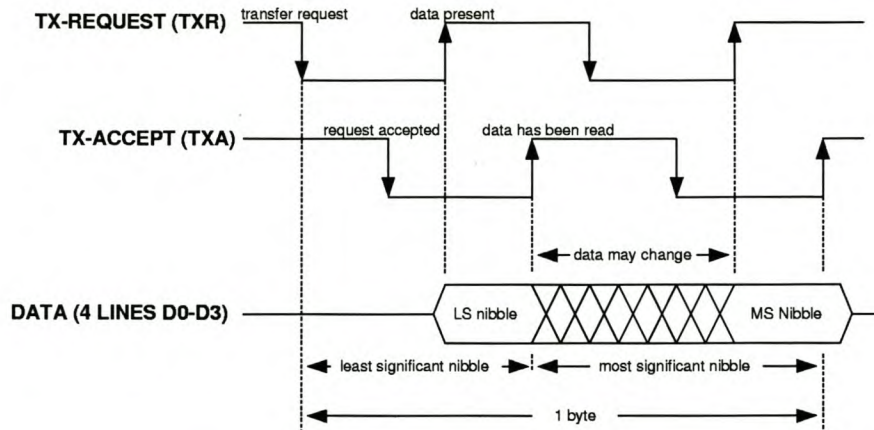 TX-REQUEST (TXR)
transfer request
data present
TX-ACCEPT (TXA)
request accepted
data has been read
data may change
DATA (4 LINES D0-D3)
LS nibble
MS Nibble
least significant nibble
most significant nibble
1 byte